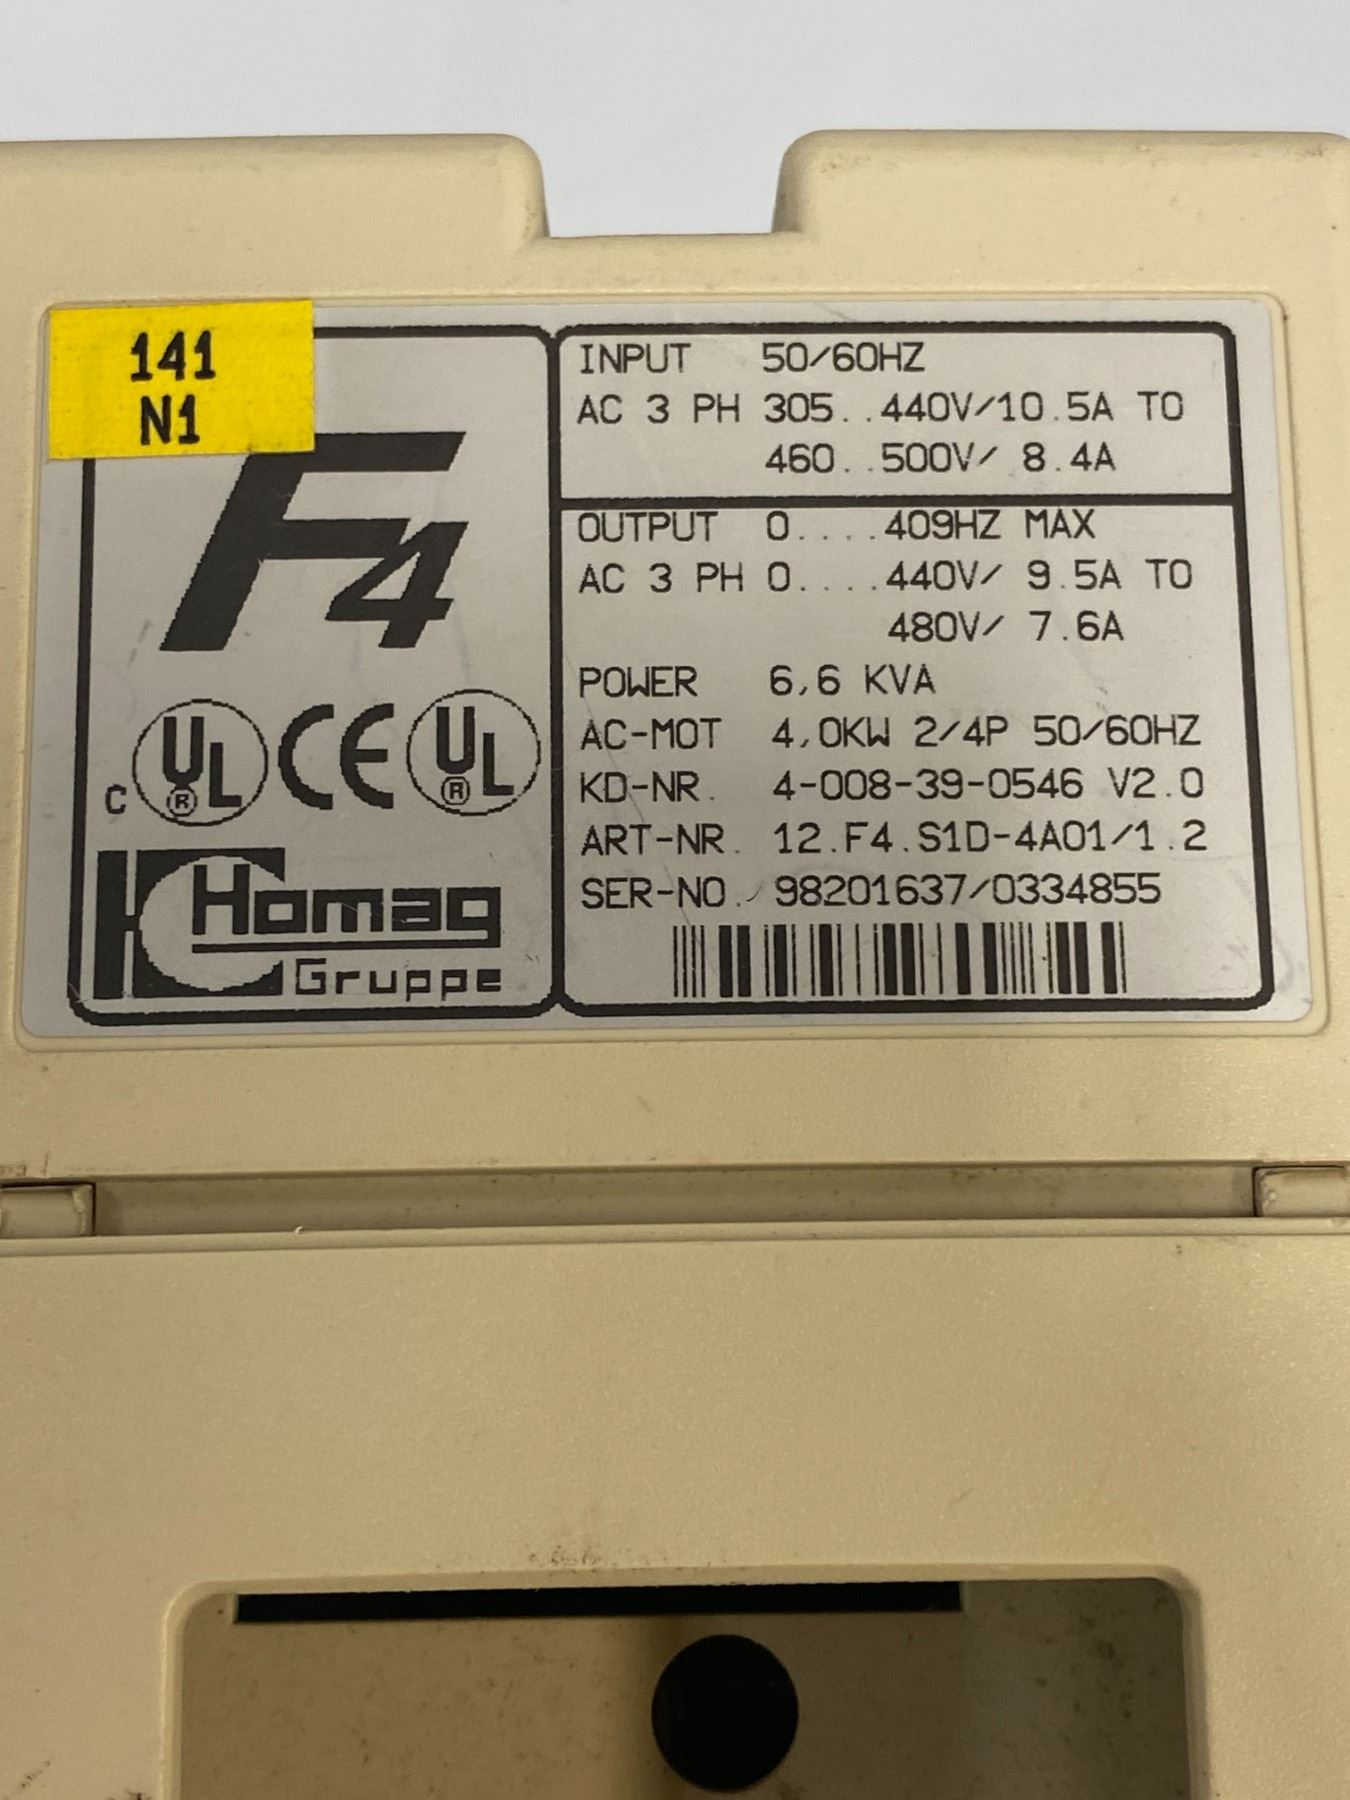 141
N1
F4
c UL ® CE UL ®
Homag
Gruppe
INPUT 50/60HZ
AC 3 PH 305..440V/10.5A TO
460..500V/ 8.4A
OUTPUT 0....409HZ MAX
AC 3 PH 0....440V/ 9.5A TO
480V/ 7.6A
POWER 6,6 KVA
AC-MOT 4,0KW 2/4P 50/60HZ
KD-NR. 4-008-39-0546 V2.0
ART-NR. 12.F4.S1D-4A01/1.2
SER-NO. 98201637/0334855